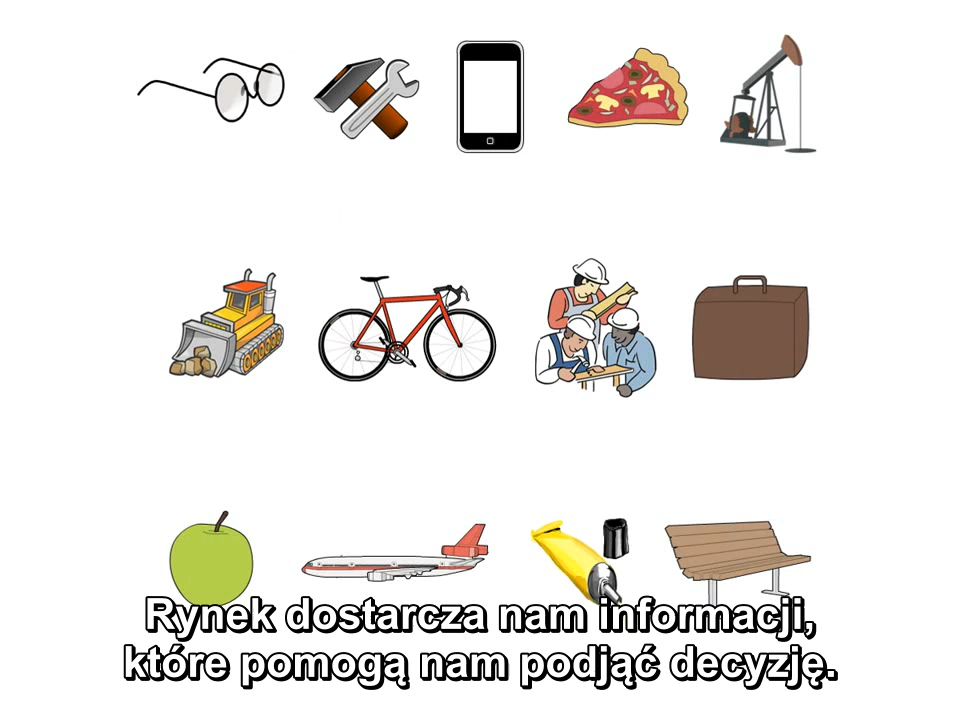 Rynek dostarcza nam informacji,
które pomogą nam podjąć decyzję.